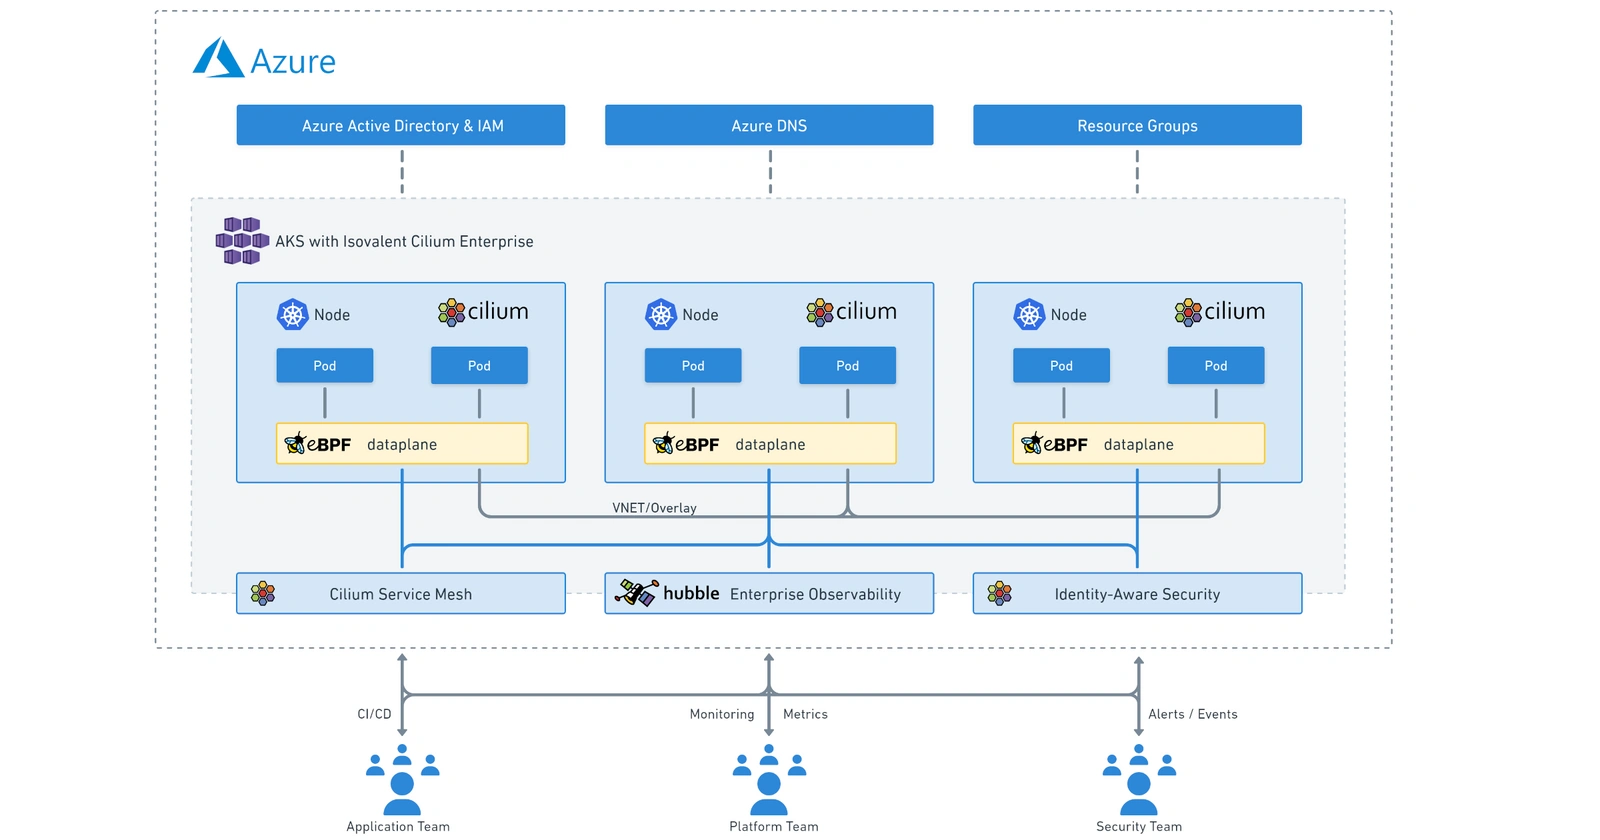 Azure
Azure Active Directory & IAM
Azure DNS
Resource Groups
AKS with Isovalent Cilium Enterprise
Node
cilium
Node
cilium
Node
cilium
Pod
Pod
Pod
Pod
Pod
Pod
eBPF dataplane
eBPF dataplane
eBPF dataplane
VNET/Overlay
Cilium Service Mesh
hubble Enterprise Observability
Identity-Aware Security
CI/CD
Monitoring
Metrics
Alerts / Events
Application Team
Platform Team
Security Team